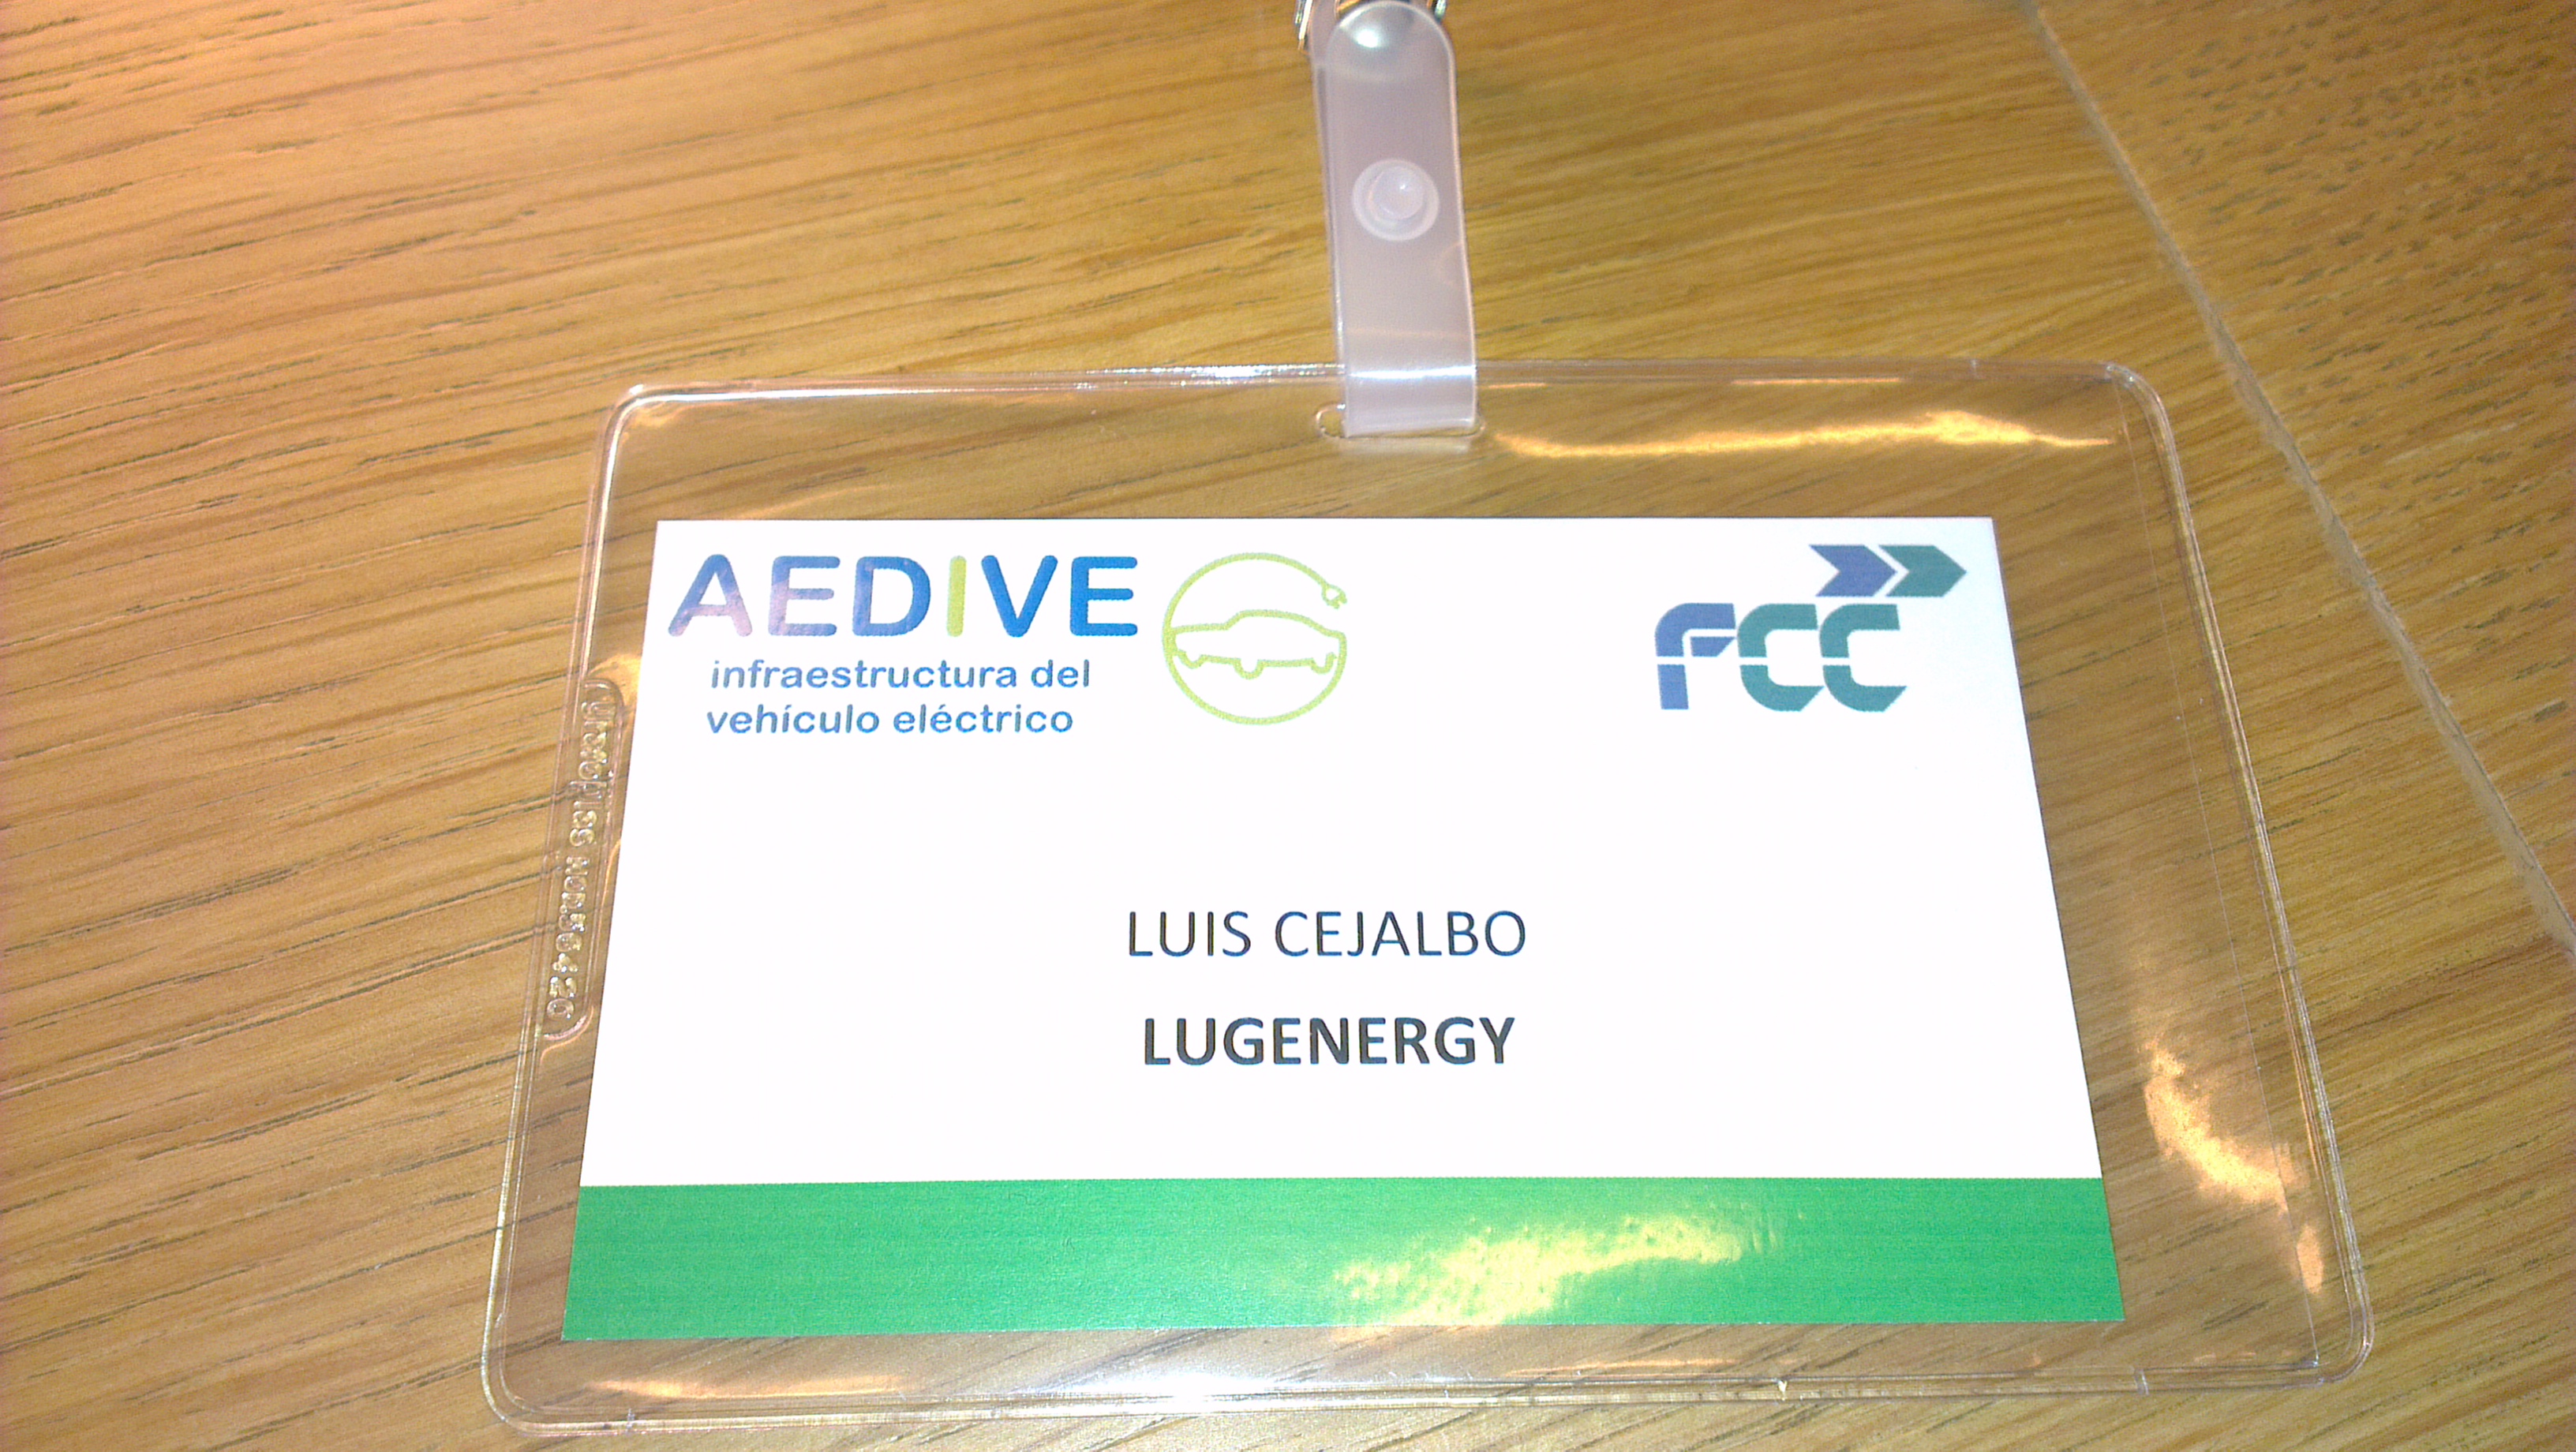 AEDIVE
infraestructura del
vehículo eléctrico
FCC
LUIS CEJALBO
LUGENERGY